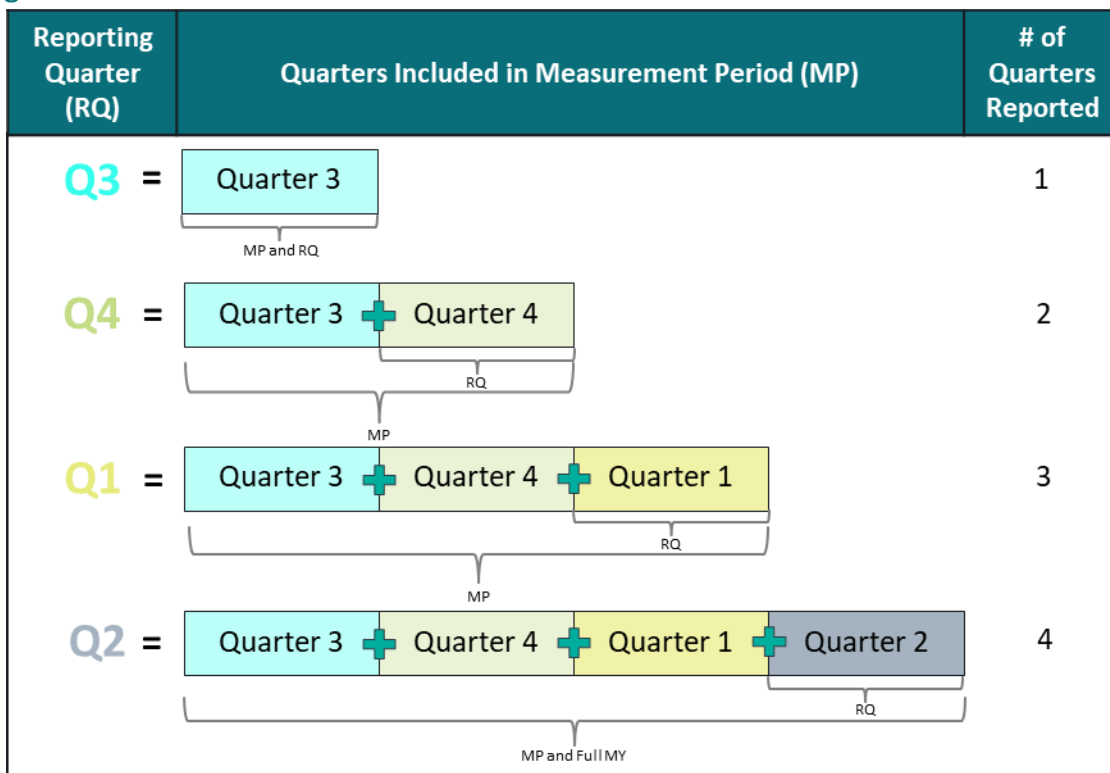 Reporting
Quarter
(RQ)
Quarters Included in Measurement Period (MP)
# of
Quarters
Reported
Q3 = Quarter 3 1
MP and RQ
Q4 = Quarter 3 Quarter 4 2
RQ
MP
Q1 = Quarter 3 Quarter 4 Quarter 1 3
RQ
MP
Q2 = Quarter 3 Quarter 4 Quarter 1 Quarter 2 4
RQ
MP and Full MY